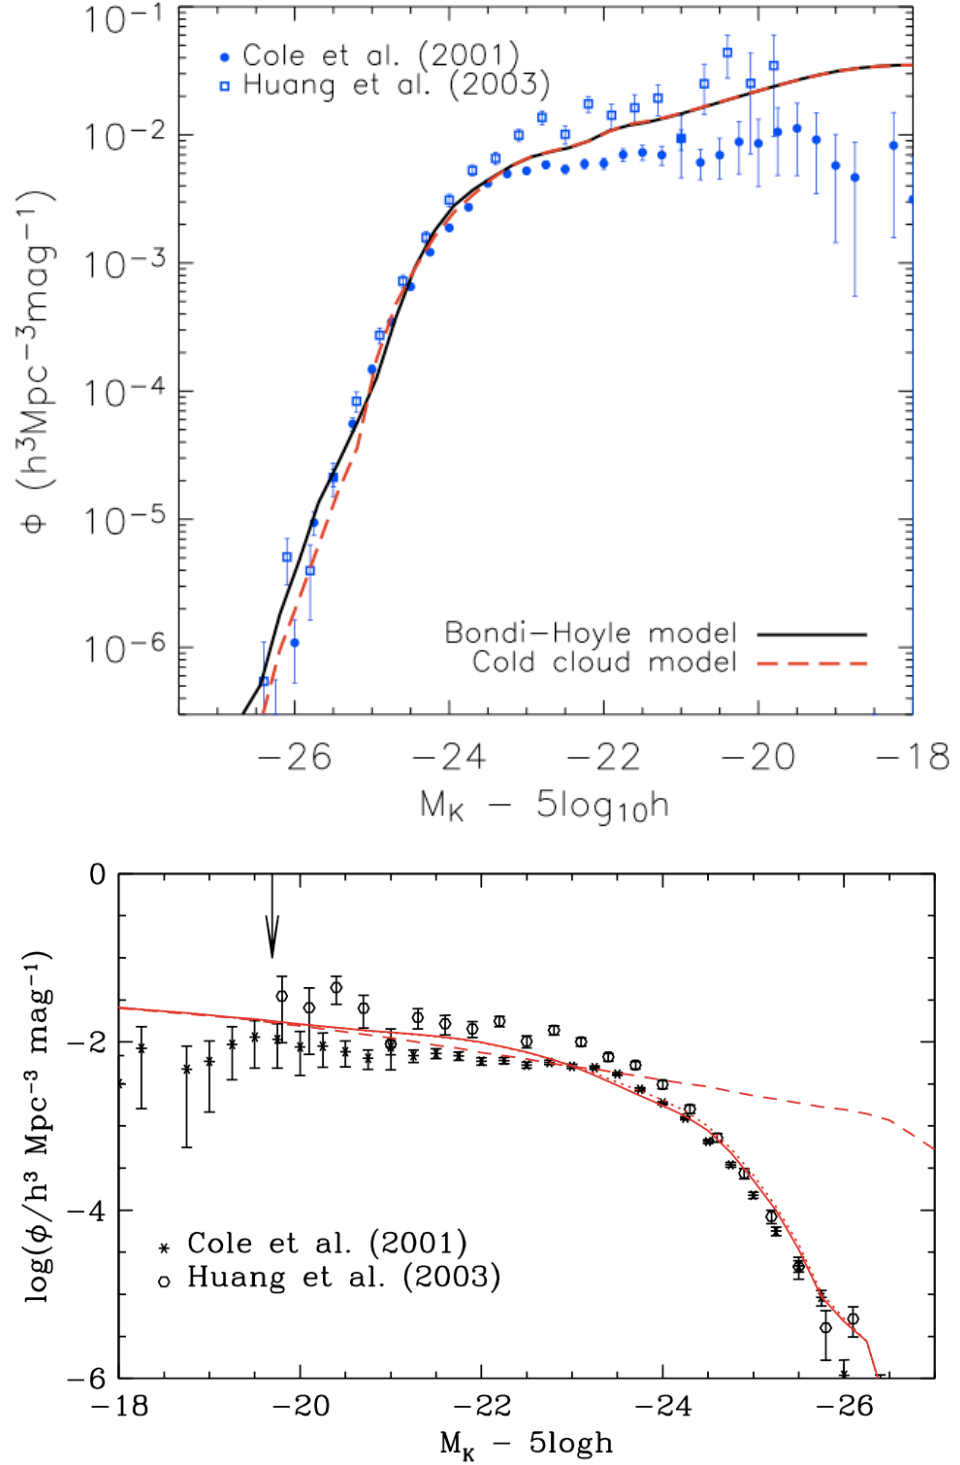 10⁻¹
Cole et al. (2001)
Huang et al. (2003)
10⁻²
10⁻³
10⁻⁴
10⁻⁵
10⁻⁶
Φ (h³Mpc⁻³mag⁻¹)
Bondi−Hoyle model
Cold cloud model
−26 −24 −22 −20 −18
M_K − 5log₁₀h
0
−2
−4
−6
log(ϕ/h³ Mpc⁻³ mag⁻¹)
Cole et al. (2001)
Huang et al. (2003)
−18 −20 −22 −24 −26
M_K − 5logh